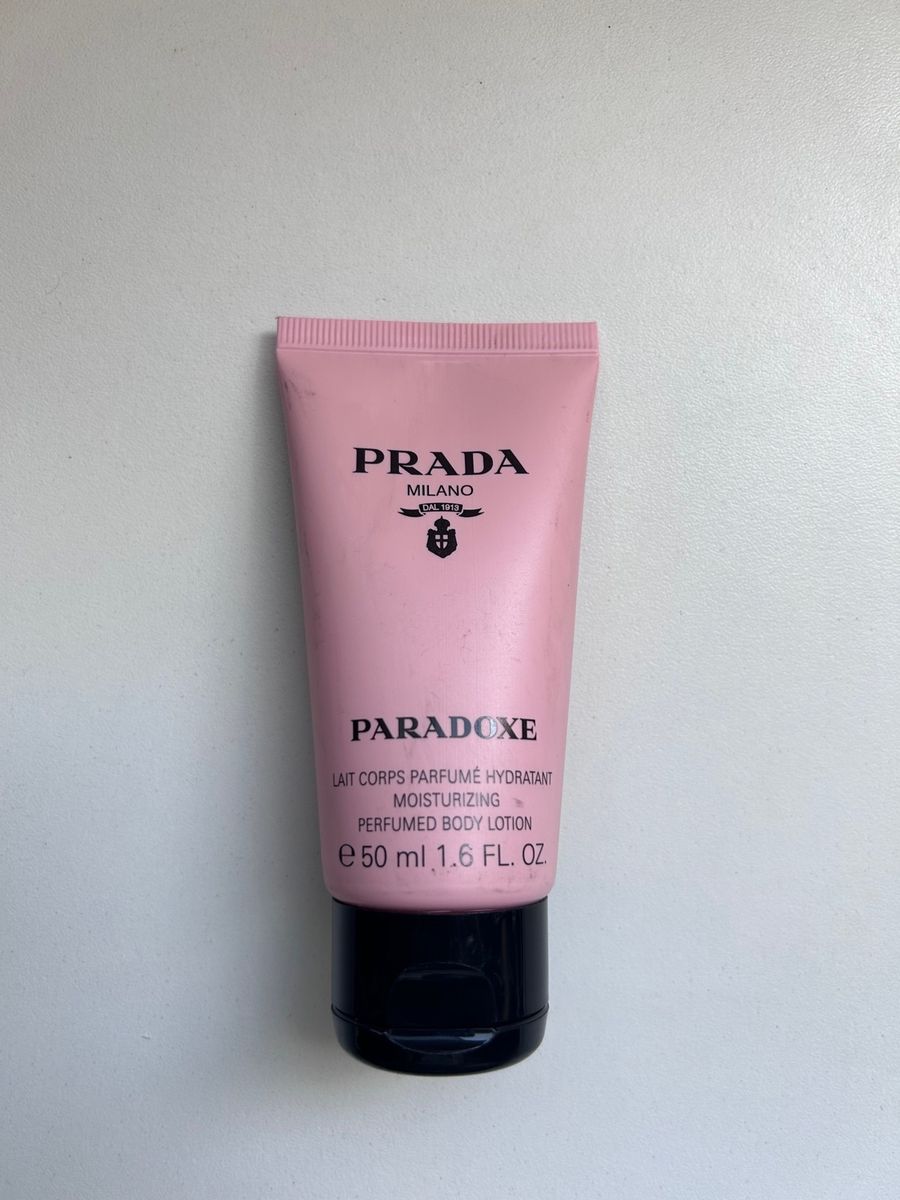 PRADA
MILANO
DAL 1913
PARADOXE
LAIT CORPS PARFUMÉ HYDRATANT
MOISTURIZING
PERFUMED BODY LOTION
℮ 50 ml 1.6 FL. OZ.